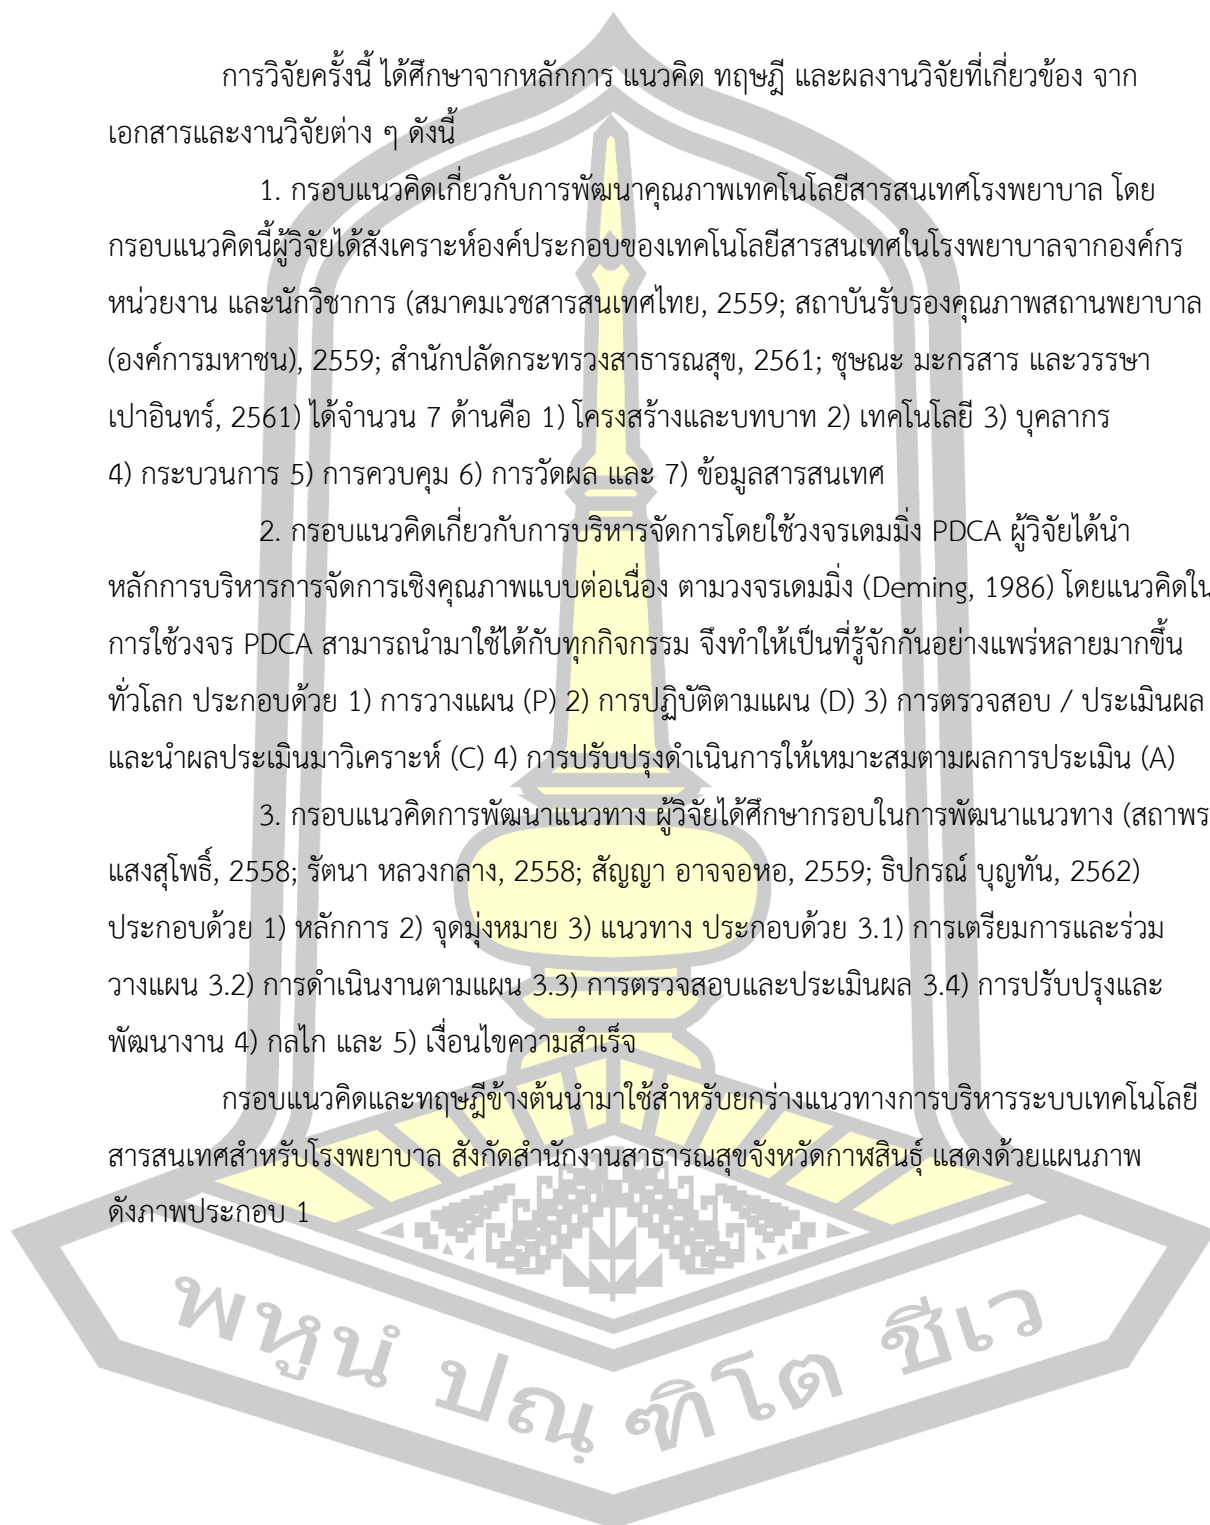 การวิจัยครั้งนี้ ได้ศึกษาจากหลักการ แนวคิด ทฤษฎี และผลงานวิจัยที่เกี่ยวข้อง จาก
เอกสารและงานวิจัยต่าง ๆ ดังนี้
1. กรอบแนวคิดเกี่ยวกับการพัฒนาคุณภาพเทคโนโลยีสารสนเทศโรงพยาบาล โดย
กรอบแนวคิดนี้ผู้วิจัยได้สังเคราะห์องค์ประกอบของเทคโนโลยีสารสนเทศในโรงพยาบาลจากองค์กร
หน่วยงาน และนักวิชาการ (สมาคมเวชสารสนเทศไทย, 2559; สถาบันรับรองคุณภาพสถานพยาบาล
(องค์การมหาชน), 2559; สำนักปลัดกระทรวงสาธารณสุข, 2561; ชุษณะ มะกรสาร และวรรษา
เปาอินทร์, 2561) ได้จำนวน 7 ด้านคือ 1) โครงสร้างและบทบาท 2) เทคโนโลยี 3) บุคลากร
4) กระบวนการ 5) การควบคุม 6) การวัดผล และ 7) ข้อมูลสารสนเทศ
2. กรอบแนวคิดเกี่ยวกับการบริหารจัดการโดยใช้วงจรเดมมิ่ง PDCA ผู้วิจัยได้นำ
หลักการบริหารการจัดการเชิงคุณภาพแบบต่อเนื่อง ตามวงจรเดมมิ่ง (Deming, 1986) โดยแนวคิดใน
การใช้วงจร PDCA สามารถนำมาใช้ได้กับทุกกิจกรรม จึงทำให้เป็นที่รู้จักกันอย่างแพร่หลายมากขึ้น
ทั่วโลก ประกอบด้วย 1) การวางแผน (P) 2) การปฏิบัติตามแผน (D) 3) การตรวจสอบ / ประเมินผล
และนำผลประเมินมาวิเคราะห์ (C) 4) การปรับปรุงดำเนินการให้เหมาะสมตามผลการประเมิน (A)
3. กรอบแนวคิดการพัฒนาแนวทาง ผู้วิจัยได้ศึกษากรอบในการพัฒนาแนวทาง (สถาพร
แสงสุโพธิ์, 2558; รัตนา หลวงกลาง, 2558; สัญญา อาจจอหอ, 2559; ธิปกรณ์ บุญทัน, 2562)
ประกอบด้วย 1) หลักการ 2) จุดมุ่งหมาย 3) แนวทาง ประกอบด้วย 3.1) การเตรียมการและร่วม
วางแผน 3.2) การดำเนินงานตามแผน 3.3) การตรวจสอบและประเมินผล 3.4) การปรับปรุงและ
พัฒนางาน 4) กลไก และ 5) เงื่อนไขความสำเร็จ
กรอบแนวคิดและทฤษฎีข้างต้นนำมาใช้สำหรับยกร่างแนวทางการบริหารระบบเทคโนโลยี
สารสนเทศสำหรับโรงพยาบาล สังกัดสำนักงานสาธารณสุขจังหวัดกาฬสินธุ์ แสดงด้วยแผนภาพ
ดังภาพประกอบ 1
พหูนํ ปณฺฑิโต ชีเว